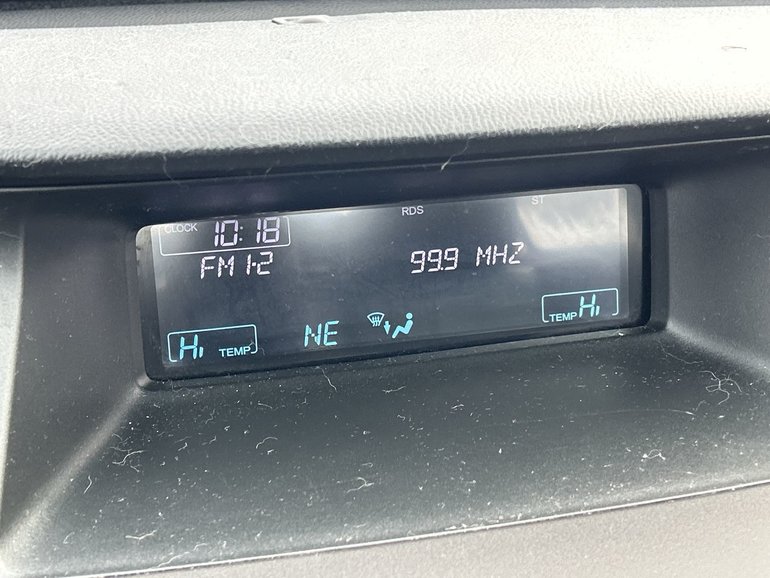 CLOCK 10:18 RDS ST
FM 1-2 99.9 MHZ
Hi TEMP NE TEMP Hi